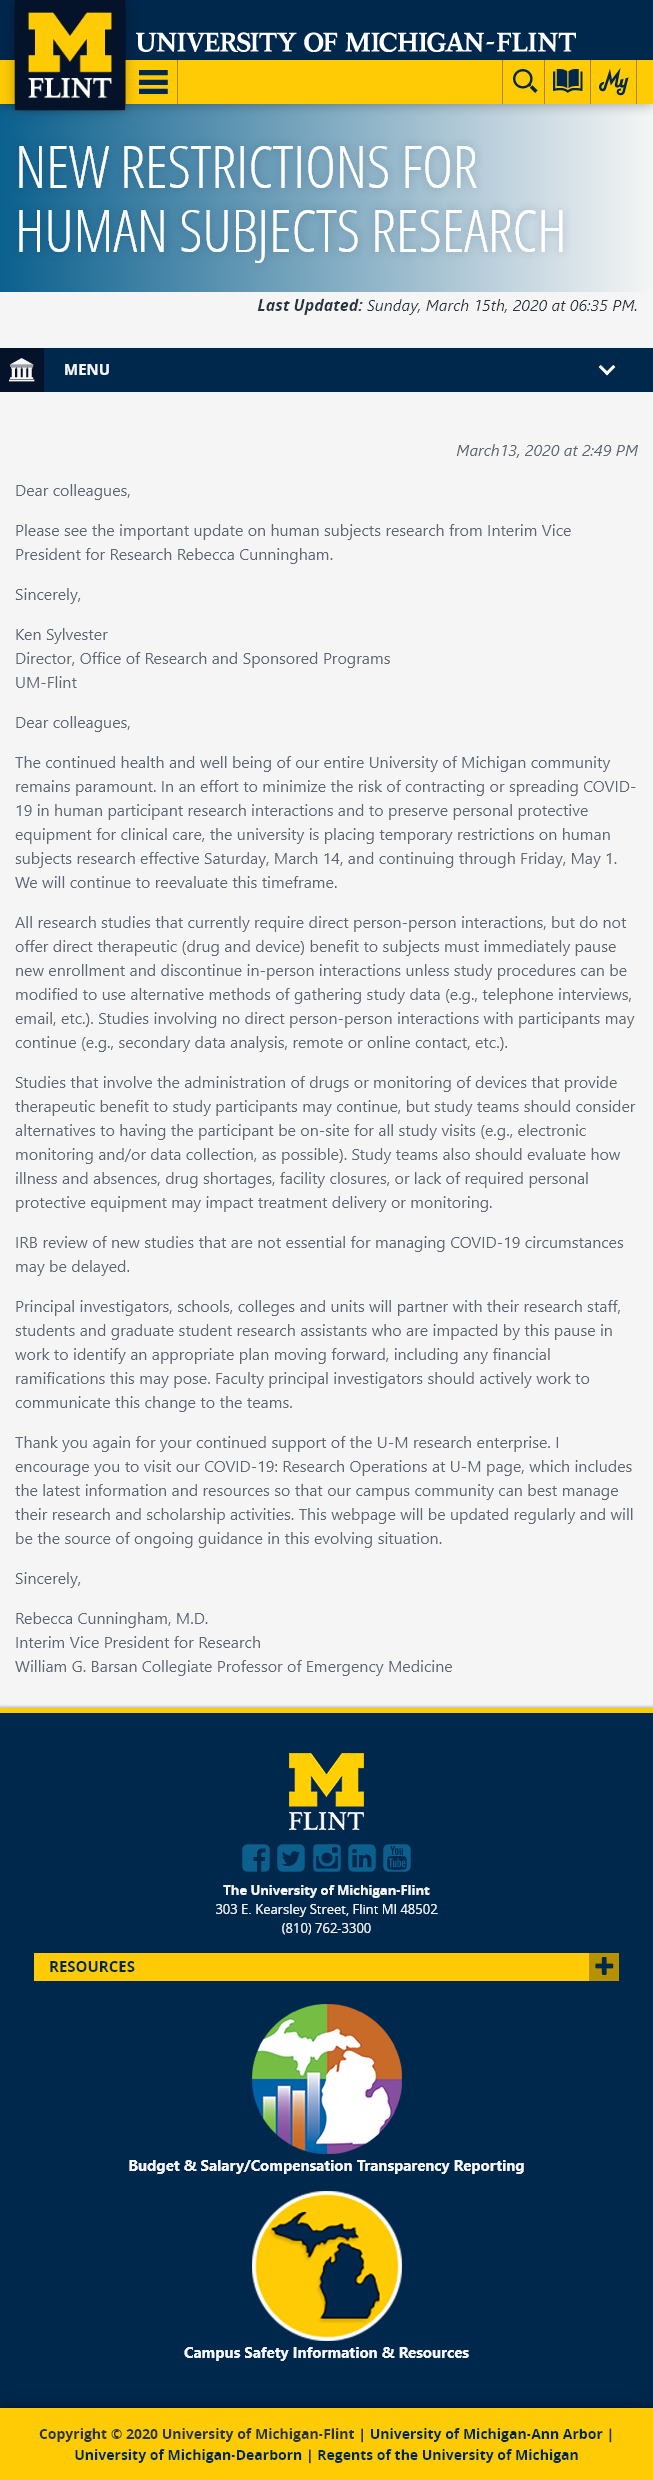 M
FLINT
UNIVERSITY OF MICHIGAN-FLINT
My
NEW RESTRICTIONS FOR
HUMAN SUBJECTS RESEARCH
Last Updated: Sunday, March 15th, 2020 at 06:35 PM.
MENU
March13, 2020 at 2:49 PM
Dear colleagues,
Please see the important update on human subjects research from Interim Vice
President for Research Rebecca Cunningham.
Sincerely,
Ken Sylvester
Director, Office of Research and Sponsored Programs
UM-Flint
Dear colleagues,
The continued health and well being of our entire University of Michigan community
remains paramount. In an effort to minimize the risk of contracting or spreading COVID-
19 in human participant research interactions and to preserve personal protective
equipment for clinical care, the university is placing temporary restrictions on human
subjects research effective Saturday, March 14, and continuing through Friday, May 1.
We will continue to reevaluate this timeframe.
All research studies that currently require direct person-person interactions, but do not
offer direct therapeutic (drug and device) benefit to subjects must immediately pause
new enrollment and discontinue in-person interactions unless study procedures can be
modified to use alternative methods of gathering study data (e.g., telephone interviews,
email, etc.). Studies involving no direct person-person interactions with participants may
continue (e.g., secondary data analysis, remote or online contact, etc.).
Studies that involve the administration of drugs or monitoring of devices that provide
therapeutic benefit to study participants may continue, but study teams should consider
alternatives to having the participant be on-site for all study visits (e.g., electronic
monitoring and/or data collection, as possible). Study teams also should evaluate how
illness and absences, drug shortages, facility closures, or lack of required personal
protective equipment may impact treatment delivery or monitoring.
IRB review of new studies that are not essential for managing COVID-19 circumstances
may be delayed.
Principal investigators, schools, colleges and units will partner with their research staff,
students and graduate student research assistants who are impacted by this pause in
work to identify an appropriate plan moving forward, including any financial
ramifications this may pose. Faculty principal investigators should actively work to
communicate this change to the teams.
Thank you again for your continued support of the U-M research enterprise. I
encourage you to visit our COVID-19: Research Operations at U-M page, which includes
the latest information and resources so that our campus community can best manage
their research and scholarship activities. This webpage will be updated regularly and will
be the source of ongoing guidance in this evolving situation.
Sincerely,
Rebecca Cunningham, M.D.
Interim Vice President for Research
William G. Barsan Collegiate Professor of Emergency Medicine
M
FLINT
You Tube
The University of Michigan-Flint
303 E. Kearsley Street, Flint MI 48502
(810) 762-3300
RESOURCES
Budget & Salary/Compensation Transparency Reporting
Campus Safety Information & Resources
Copyright © 2020 University of Michigan-Flint | University of Michigan-Ann Arbor |
University of Michigan-Dearborn | Regents of the University of Michigan